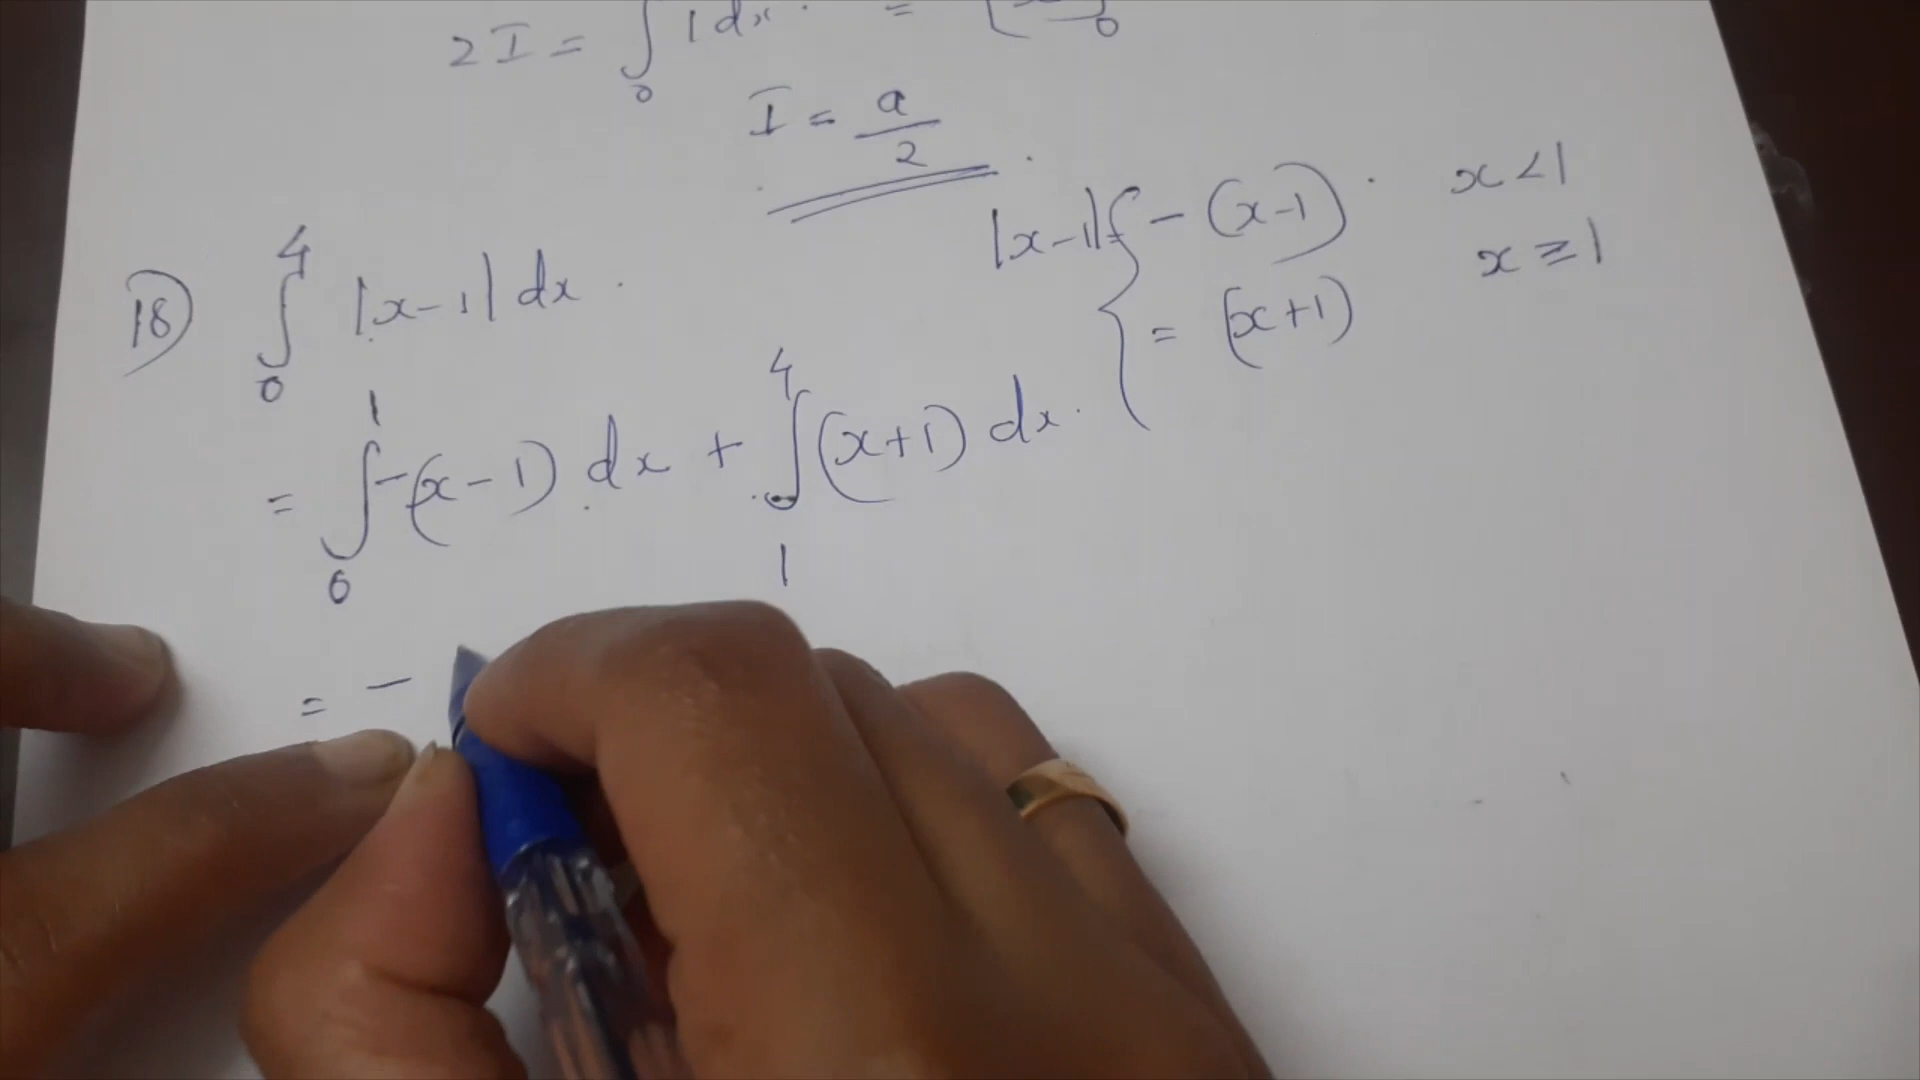 2I = ∫₀ 1 dx. =
I = a/2
|x-1| { - (x-1). x<1
= (x+1) x≥1
18) ∫₀⁴ |x-1| dx.
= ∫₀¹ -(x-1) dx + ∫₁⁴ (x+1) dx.
= -